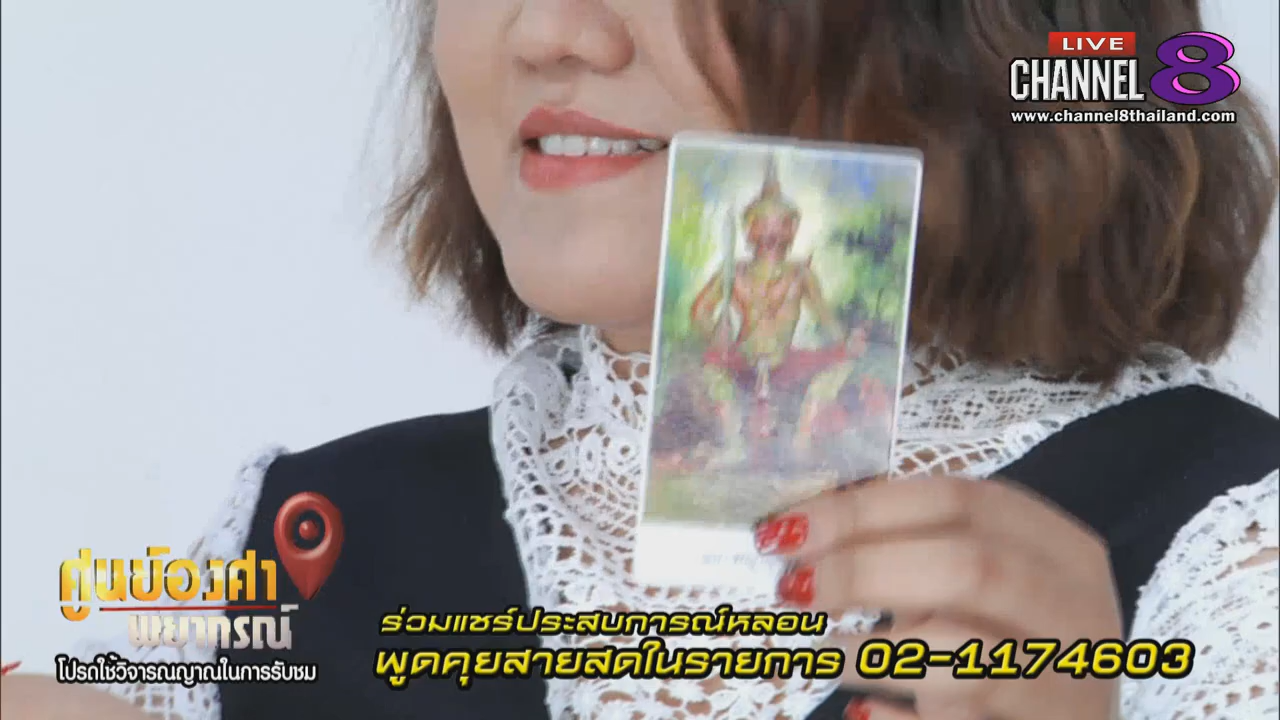 LIVE
CHANNEL 8
www.channel8thailand.com
ศูนย์องศา
พยากรณ์
โปรดใช้วิจารณญาณในการรับชม
ร่วมแชร์ประสบการณ์หลอน
พูดคุยสายสดในรายการ 02-1174603